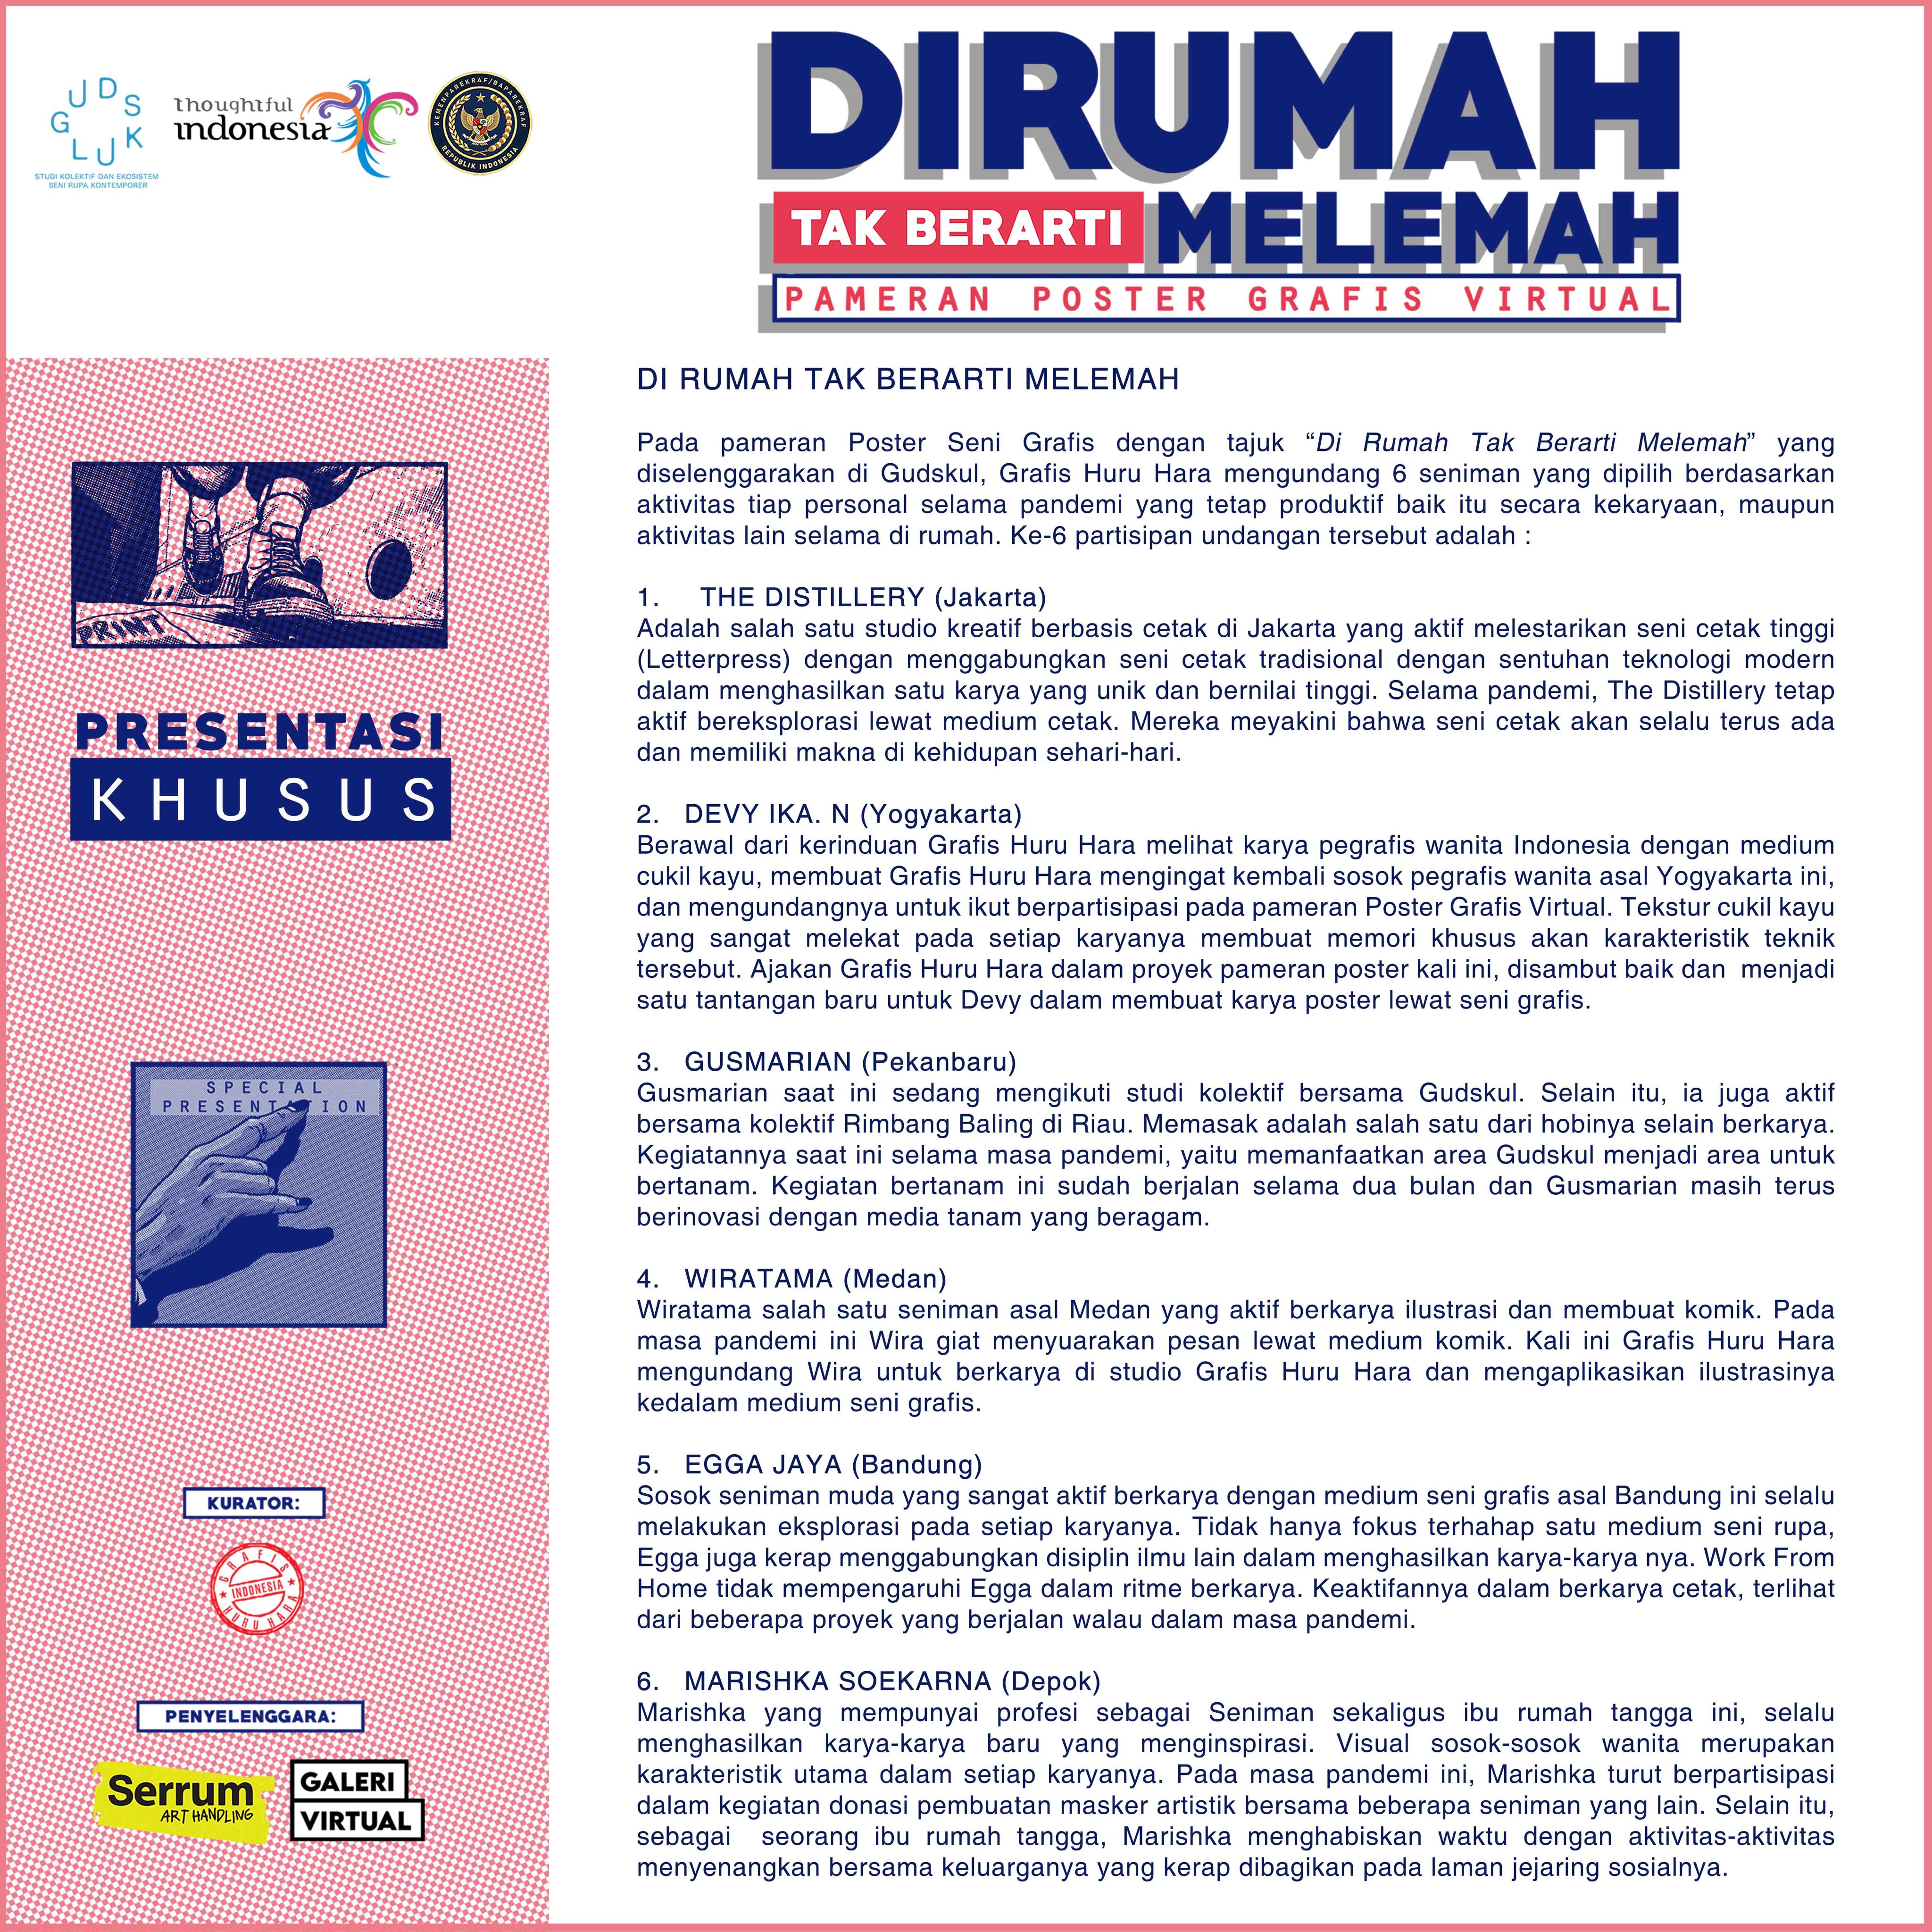 GUDSKUL
STUDI KOLEKTIF DAN EKOSISTEM
SENI RUPA KONTEMPORER
thoughtful
indonesia
KEMENPAREKRAF/BAPAREKRAF
REPUBLIK INDONESIA
DIRUMAH
TAK BERARTI MELEMAH
PAMERAN POSTER GRAFIS VIRTUAL
PRINT
PRESENTASI
KHUSUS
SPECIAL
PRESENTATION
KURATOR:
GRAFIS
INDONESIA
HURU HARA
PENYELENGGARA:
Serrum
ART HANDLING
GALERI
VIRTUAL
DI RUMAH TAK BERARTI MELEMAH
Pada pameran Poster Seni Grafis dengan tajuk “Di Rumah Tak Berarti Melemah” yang
diselenggarakan di Gudskul, Grafis Huru Hara mengundang 6 seniman yang dipilih berdasarkan
aktivitas tiap personal selama pandemi yang tetap produktif baik itu secara kekaryaan, maupun
aktivitas lain selama di rumah. Ke-6 partisipan undangan tersebut adalah :
1. THE DISTILLERY (Jakarta)
Adalah salah satu studio kreatif berbasis cetak di Jakarta yang aktif melestarikan seni cetak tinggi
(Letterpress) dengan menggabungkan seni cetak tradisional dengan sentuhan teknologi modern
dalam menghasilkan satu karya yang unik dan bernilai tinggi. Selama pandemi, The Distillery tetap
aktif bereksplorasi lewat medium cetak. Mereka meyakini bahwa seni cetak akan selalu terus ada
dan memiliki makna di kehidupan sehari-hari.
2. DEVY IKA. N (Yogyakarta)
Berawal dari kerinduan Grafis Huru Hara melihat karya pegrafis wanita Indonesia dengan medium
cukil kayu, membuat Grafis Huru Hara mengingat kembali sosok pegrafis wanita asal Yogyakarta ini,
dan mengundangnya untuk ikut berpartisipasi pada pameran Poster Grafis Virtual. Tekstur cukil kayu
yang sangat melekat pada setiap karyanya membuat memori khusus akan karakteristik teknik
tersebut. Ajakan Grafis Huru Hara dalam proyek pameran poster kali ini, disambut baik dan menjadi
satu tantangan baru untuk Devy dalam membuat karya poster lewat seni grafis.
3. GUSMARIAN (Pekanbaru)
Gusmarian saat ini sedang mengikuti studi kolektif bersama Gudskul. Selain itu, ia juga aktif
bersama kolektif Rimbang Baling di Riau. Memasak adalah salah satu dari hobinya selain berkarya.
Kegiatannya saat ini selama masa pandemi, yaitu memanfaatkan area Gudskul menjadi area untuk
bertanam. Kegiatan bertanam ini sudah berjalan selama dua bulan dan Gusmarian masih terus
berinovasi dengan media tanam yang beragam.
4. WIRATAMA (Medan)
Wiratama salah satu seniman asal Medan yang aktif berkarya ilustrasi dan membuat komik. Pada
masa pandemi ini Wira giat menyuarakan pesan lewat medium komik. Kali ini Grafis Huru Hara
mengundang Wira untuk berkarya di studio Grafis Huru Hara dan mengaplikasikan ilustrasinya
kedalam medium seni grafis.
5. EGGA JAYA (Bandung)
Sosok seniman muda yang sangat aktif berkarya dengan medium seni grafis asal Bandung ini selalu
melakukan eksplorasi pada setiap karyanya. Tidak hanya fokus terhahap satu medium seni rupa,
Egga juga kerap menggabungkan disiplin ilmu lain dalam menghasilkan karya-karya nya. Work From
Home tidak mempengaruhi Egga dalam ritme berkarya. Keaktifannya dalam berkarya cetak, terlihat
dari beberapa proyek yang berjalan walau dalam masa pandemi.
6. MARISHKA SOEKARNA (Depok)
Marishka yang mempunyai profesi sebagai Seniman sekaligus ibu rumah tangga ini, selalu
menghasilkan karya-karya baru yang menginspirasi. Visual sosok-sosok wanita merupakan
karakteristik utama dalam setiap karyanya. Pada masa pandemi ini, Marishka turut berpartisipasi
dalam kegiatan donasi pembuatan masker artistik bersama beberapa seniman yang lain. Selain itu,
sebagai seorang ibu rumah tangga, Marishka menghabiskan waktu dengan aktivitas-aktivitas
menyenangkan bersama keluarganya yang kerap dibagikan pada laman jejaring sosialnya.